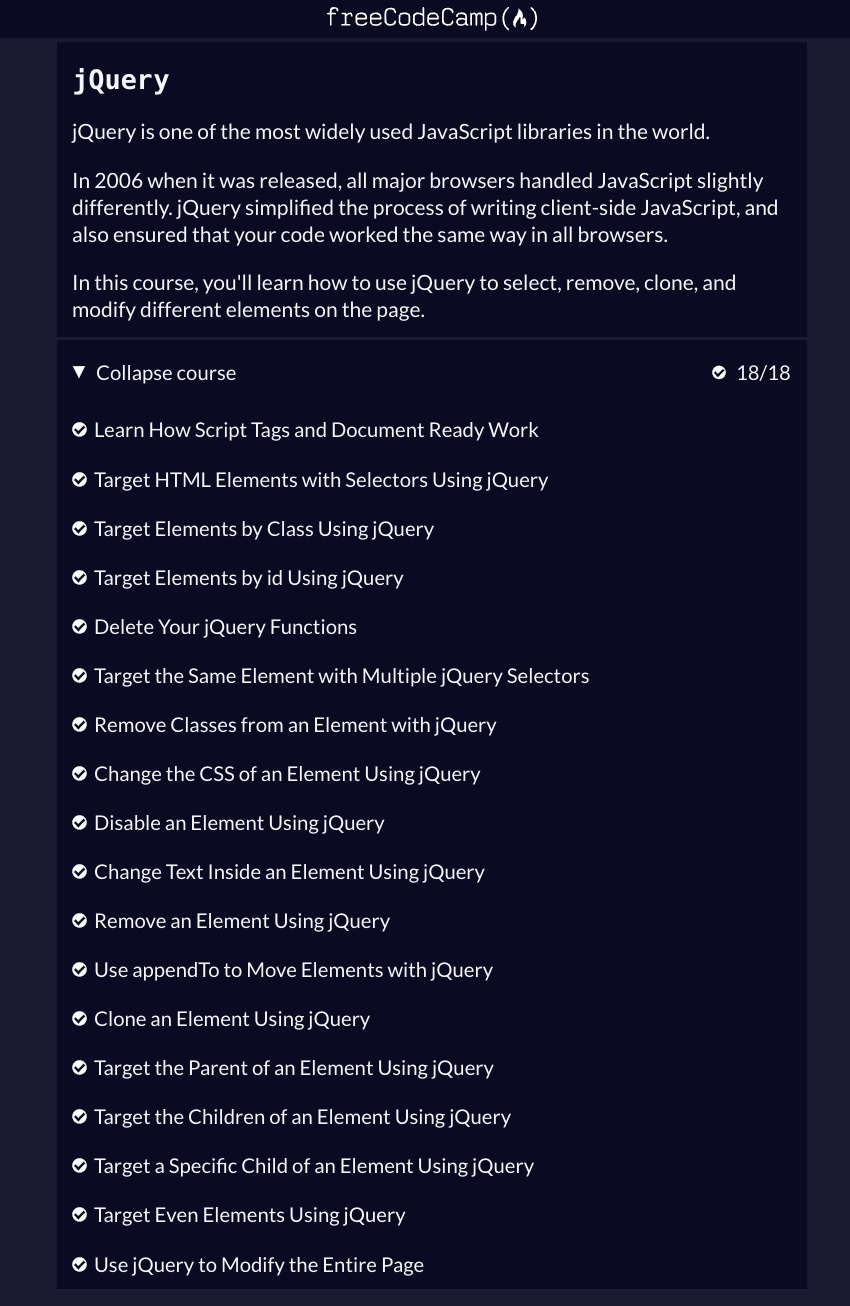 freeCodeCamp
jQuery
jQuery is one of the most widely used JavaScript libraries in the world.
In 2006 when it was released, all major browsers handled JavaScript slightly
differently. jQuery simplified the process of writing client-side JavaScript, and
also ensured that your code worked the same way in all browsers.
In this course, you'll learn how to use jQuery to select, remove, clone, and
modify different elements on the page.
Collapse course 18/18
Learn How Script Tags and Document Ready Work
Target HTML Elements with Selectors Using jQuery
Target Elements by Class Using jQuery
Target Elements by id Using jQuery
Delete Your jQuery Functions
Target the Same Element with Multiple jQuery Selectors
Remove Classes from an Element with jQuery
Change the CSS of an Element Using jQuery
Disable an Element Using jQuery
Change Text Inside an Element Using jQuery
Remove an Element Using jQuery
Use appendTo to Move Elements with jQuery
Clone an Element Using jQuery
Target the Parent of an Element Using jQuery
Target the Children of an Element Using jQuery
Target a Specific Child of an Element Using jQuery
Target Even Elements Using jQuery
Use jQuery to Modify the Entire Page